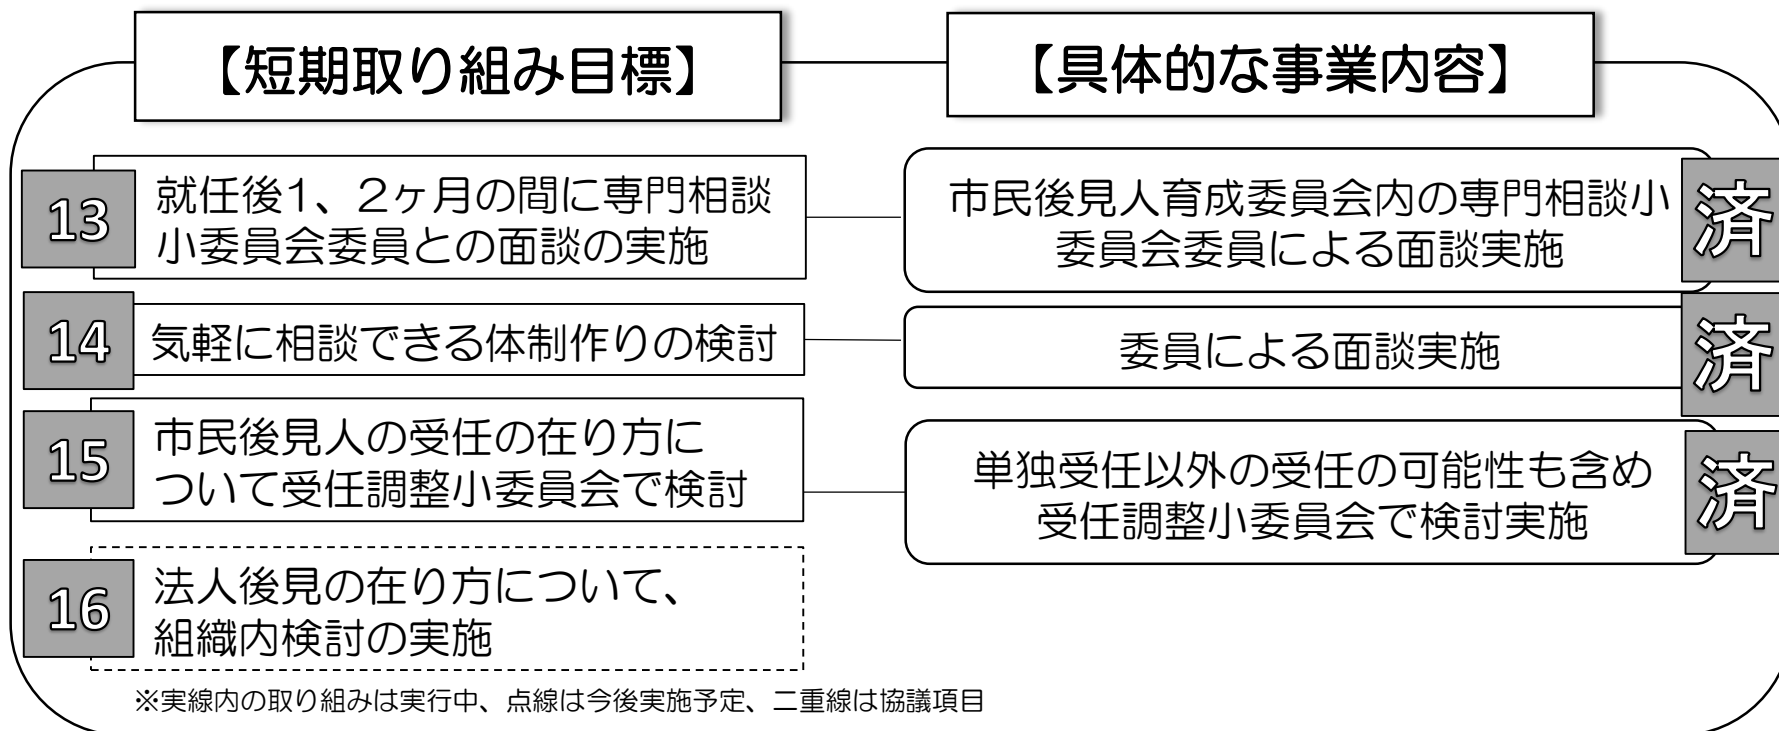 【短期取り組み目標】
【具体的な事業内容】
13
就任後1、2ヶ月の間に専門相談
小委員会委員との面談の実施
市民後見人育成委員会内の専門相談小
委員会委員による面談実施
済
14
気軽に相談できる体制作りの検討
委員による面談実施
済
15
市民後見人の受任の在り方に
ついて受任調整小委員会で検討
単独受任以外の受任の可能性も含め
受任調整小委員会で検討実施
済
16
法人後見の在り方について、
組織内検討の実施
※実線内の取り組みは実行中、点線は今後実施予定、二重線は協議項目